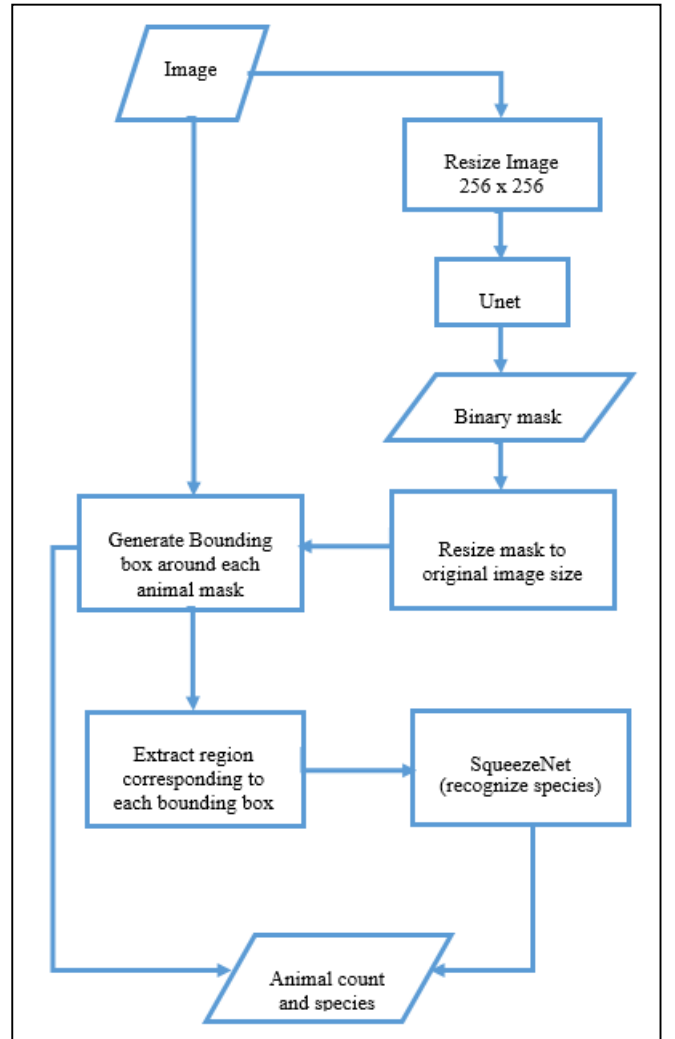 Image
Resize Image
256 x 256
Unet
Binary mask
Resize mask to
original image size
Generate Bounding
box around each
animal mask
Extract region
corresponding to
each bounding box
SqueezeNet
(recognize species)
Animal count
and species